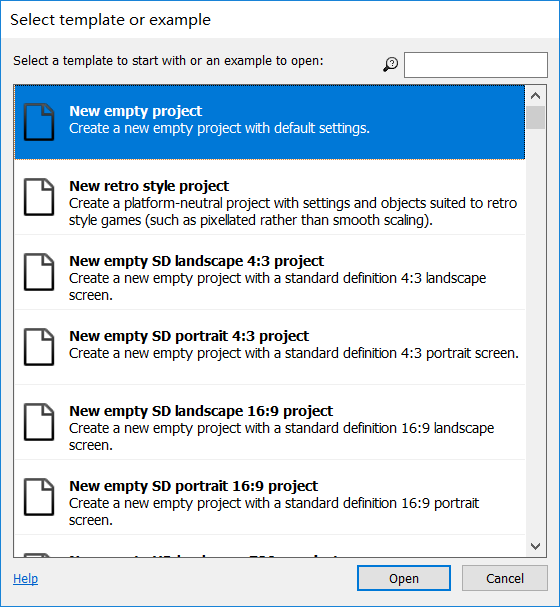 Select template or example
Select a template to start with or an example to open:
New empty project
Create a new empty project with default settings.
New retro style project
Create a platform-neutral project with settings and objects suited to retro
style games (such as pixellated rather than smooth scaling).
New empty SD landscape 4:3 project
Create a new empty project with a standard definition 4:3 landscape
screen.
New empty SD portrait 4:3 project
Create a new empty project with a standard definition 4:3 portrait screen.
New empty SD landscape 16:9 project
Create a new empty project with a standard definition 16:9 landscape
screen.
New empty SD portrait 16:9 project
Create a new empty project with a standard definition 16:9 portrait
screen.
Help
Open
Cancel